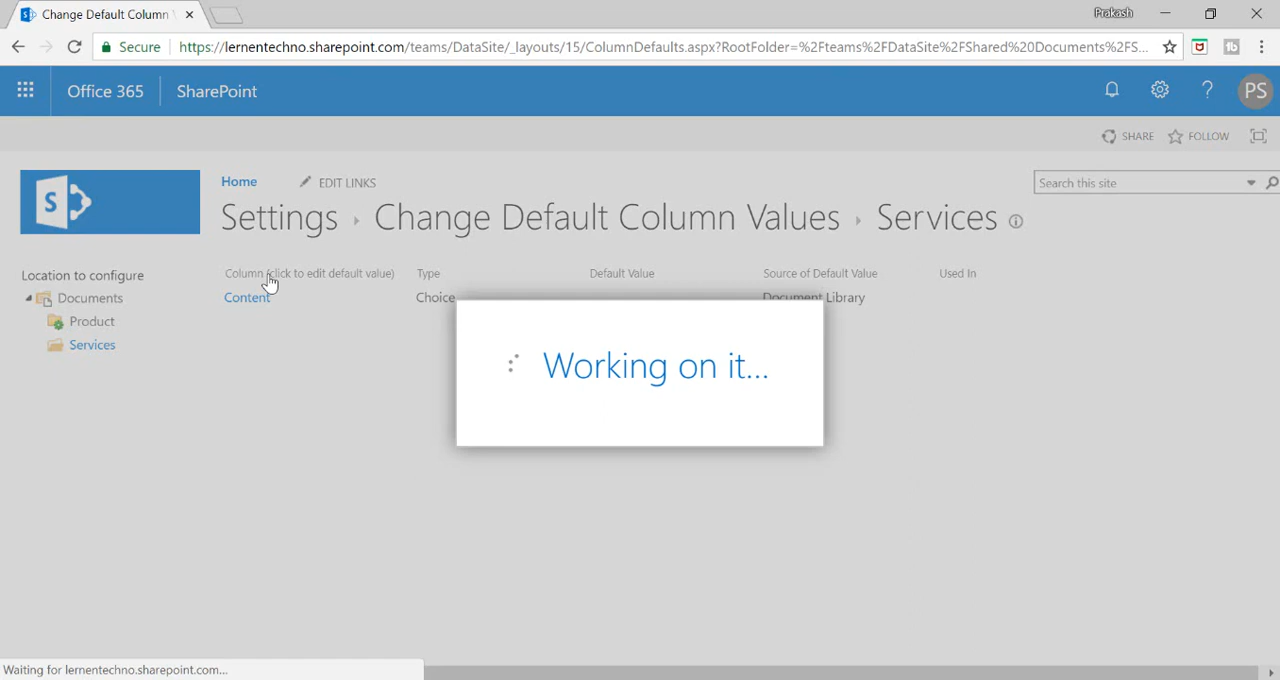 Change Default Column V
Prakash
Secure
https://lernentechno.sharepoint.com/teams/DataSite/_layouts/15/ColumnDefaults.aspx?RootFolder=%2Fteams%2FDataSite%2FShared%20Documents%2FS...
Office 365
SharePoint
PS
SHARE
FOLLOW
Home
EDIT LINKS
Search this site
Settings Change Default Column Values Services
Location to configure
Documents
Product
Services
Column (click to edit default value) Type Default Value Source of Default Value Used In
Content Choice Document Library
Working on it...
Waiting for lernentechno.sharepoint.com...